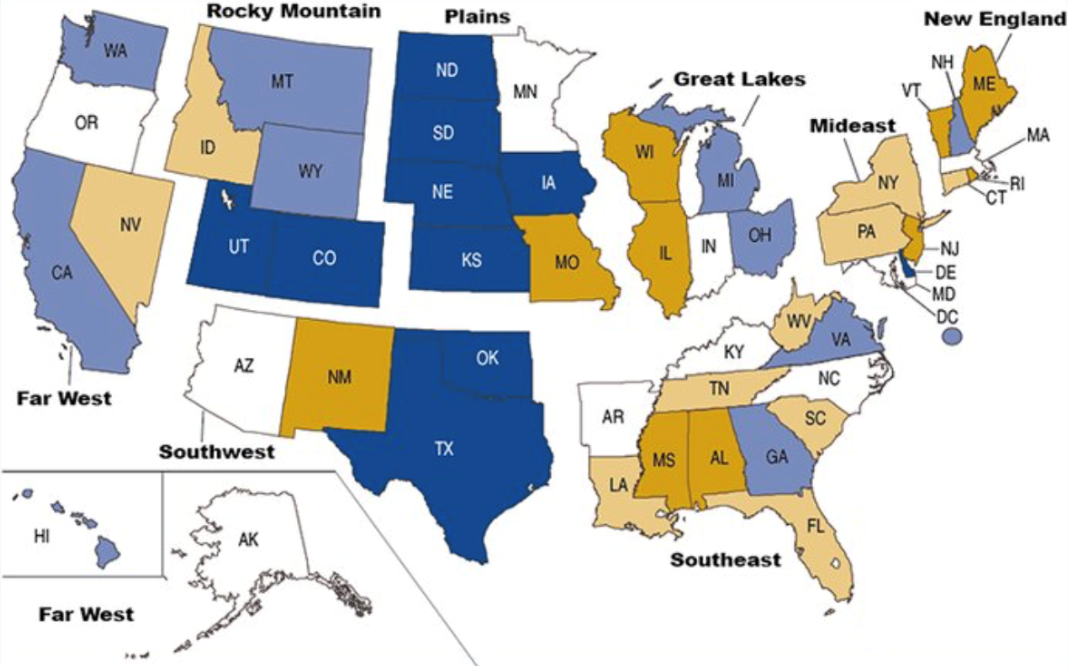 Rocky Mountain
Plains
New England
Great Lakes
Mideast
WA
OR
CA
NV
ID
MT
WY
UT
CO
ND
SD
NE
KS
MN
IA
MO
WI
IL
MI
IN
OH
NH
VT
ME
MA
RI
CT
NY
PA
NJ
DE
MD
DC
AZ
NM
OK
TX
Far West
Southwest
KY
WV
VA
TN
NC
AR
SC
MS
AL
GA
LA
FL
Southeast
HI
AK
Far West